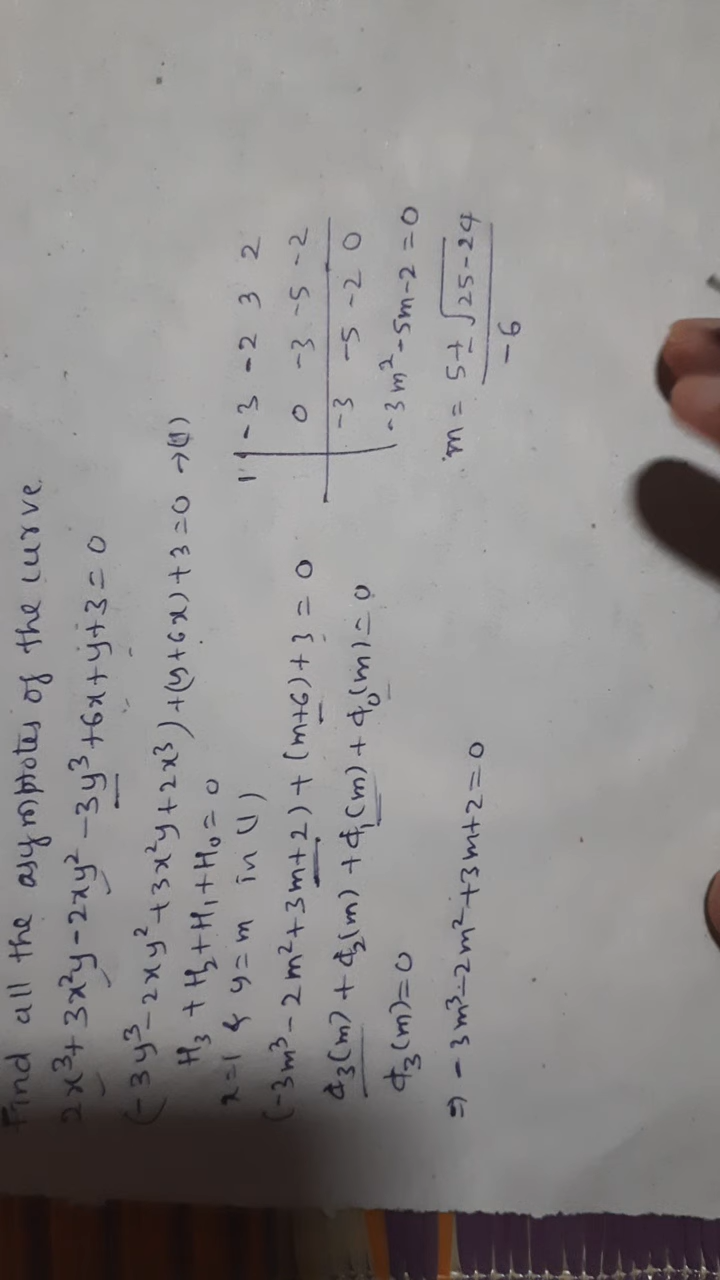 Find all the asymptotes of the curve
2x³+3x²y-2xy²-3y³+6x+y+3=0
(-3y³-2xy²+3x²y+2x³)+(y+6x)+3=0→(1)
H₃+H₂+H₁+H₀=0
x=1 & y=m in (1)
(-3m³-2m²+3m+2)+(m+6)+3=0
ϕ₃(m)+ϕ₂(m)+ϕ₁(m)+ϕ₀(m)=0
ϕ₃(m)=0
⇒ -3m³-2m²+3m+2=0
1 | -3 -2 3 2
0 -3 -5 -2
-3 -5 -2 0
-3m²-5m-2=0
m = 5±√25-24
-6